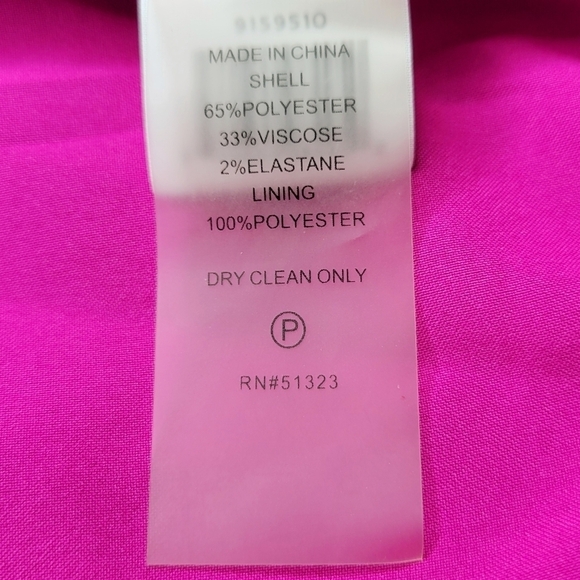 9159510
MADE IN CHINA
SHELL
65%POLYESTER
33%VISCOSE
2%ELASTANE
LINING
100%POLYESTER
DRY CLEAN ONLY
P
RN#51323